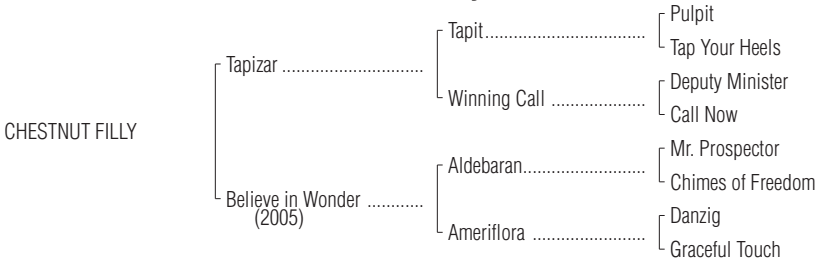 Pulpit
Tapit..................................
Tap Your Heels
Tapizar ..............................
Deputy Minister
Winning Call ....................
Call Now
CHESTNUT FILLY
Mr. Prospector
Aldebaran..........................
Chimes of Freedom
Believe in Wonder ............
(2005)
Danzig
Ameriflora ........................
Graceful Touch